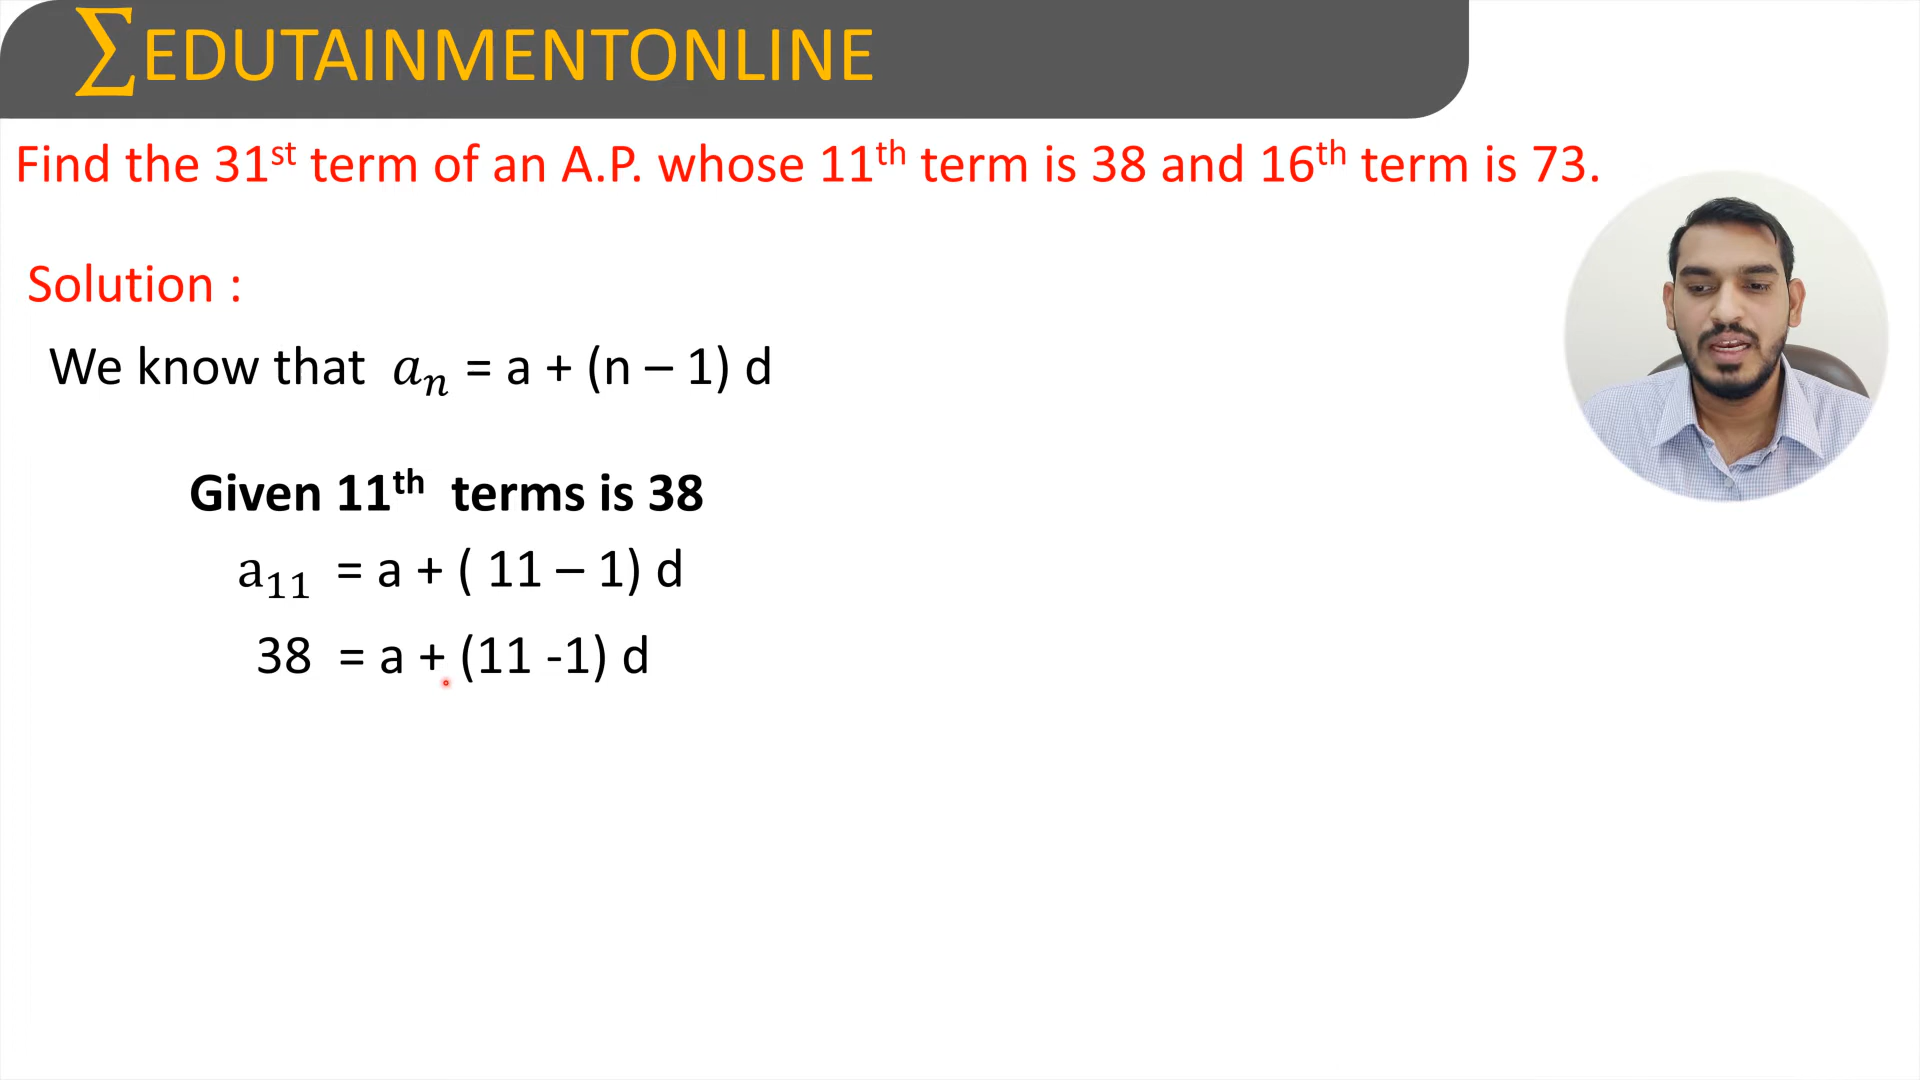 ∑EDUTAINMENTONLINE
Find the 31st term of an A.P. whose 11th term is 38 and 16th term is 73.
Solution :
We know that aₙ = a + (n – 1) d
Given 11th terms is 38
a₁₁ = a + ( 11 – 1) d
38 = a + (11 -1) d